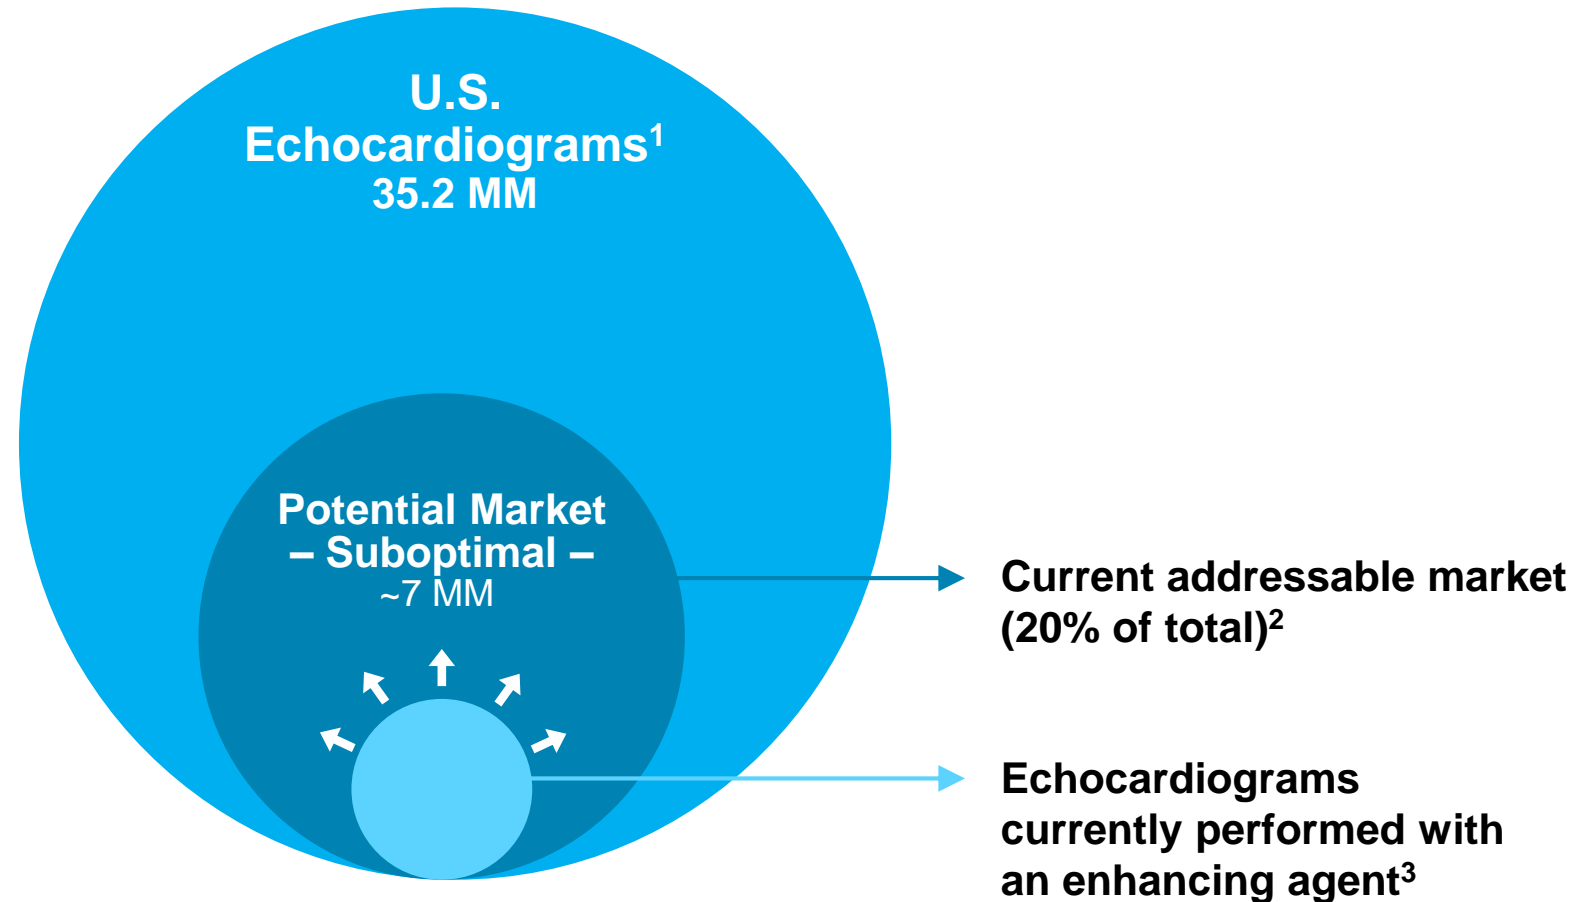 U.S.
Echocardiograms¹
35.2 MM
Potential Market
– Suboptimal –
~7 MM
Current addressable market
(20% of total)²
Echocardiograms
currently performed with
an enhancing agent³